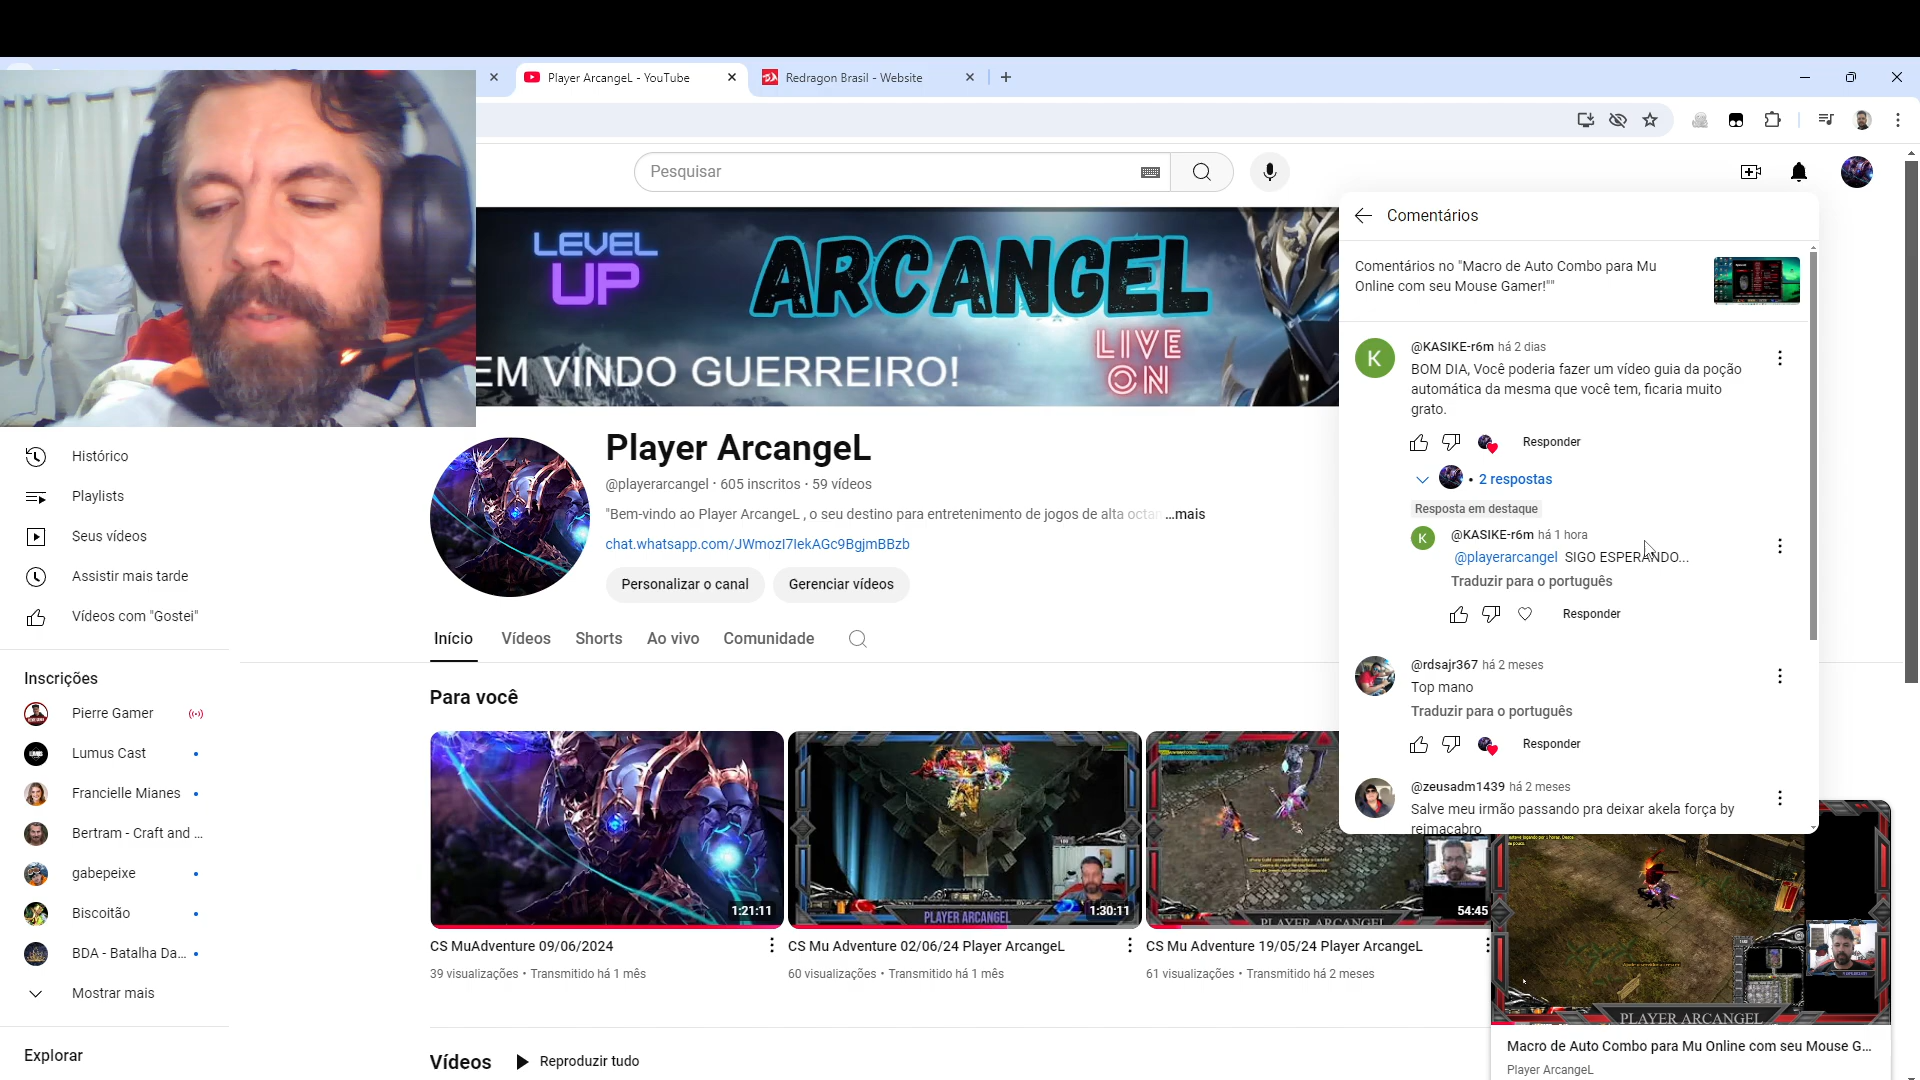 Player ArcangeL - YouTube
Redragon Brasil - Website
Pesquisar
LEVEL
UP
ARCANGEL
LIVE
ON
EM VINDO GUERREIRO!
Histórico
Playlists
Seus vídeos
Assistir mais tarde
Vídeos com "Gostei"
Inscrições
Pierre Gamer
Lumus Cast
Francielle Mianes
Bertram - Craft and ...
gabepeixe
Biscoitão
BDA - Batalha Da...
Mostrar mais
Explorar
Player ArcangeL
@playerarcangel • 605 inscritos • 59 vídeos
"Bem-vindo ao Player ArcangeL , o seu destino para entretenimento de jogos de alta octan ...mais
chat.whatsapp.com/JWmozI7IekAGc9BgjmBBzb
Personalizar o canal
Gerenciar vídeos
Início
Vídeos
Shorts
Ao vivo
Comunidade
Para você
1:21:11
CS MuAdventure 09/06/2024
39 visualizações • Transmitido há 1 mês
PLAYER ARCANGEL
1:30:11
CS Mu Adventure 02/06/24 Player ArcangeL
60 visualizações • Transmitido há 1 mês
PLAYER ARCANGEL
54:45
CS Mu Adventure 19/05/24 Player ArcangeL
61 visualizações • Transmitido há 2 meses
Vídeos
Reproduzir tudo
Comentários
Comentários no "Macro de Auto Combo para Mu
Online com seu Mouse Gamer!""
K
@KASIKE-r6m há 2 dias
BOM DIA, Você poderia fazer um vídeo guia da poção
automática da mesma que você tem, ficaria muito
grato.
Responder
• 2 respostas
Resposta em destaque
K
@KASIKE-r6m há 1 hora
@playerarcangel SIGO ESPERANDO...
Traduzir para o português
Responder
@rdsajr367 há 2 meses
Top mano
Traduzir para o português
Responder
@zeusadm1439 há 2 meses
Salve meu irmão passando pra deixar akela força by
reimacabro
PLAYER ARCANGEL
Macro de Auto Combo para Mu Online com seu Mouse G...
Player ArcangeL